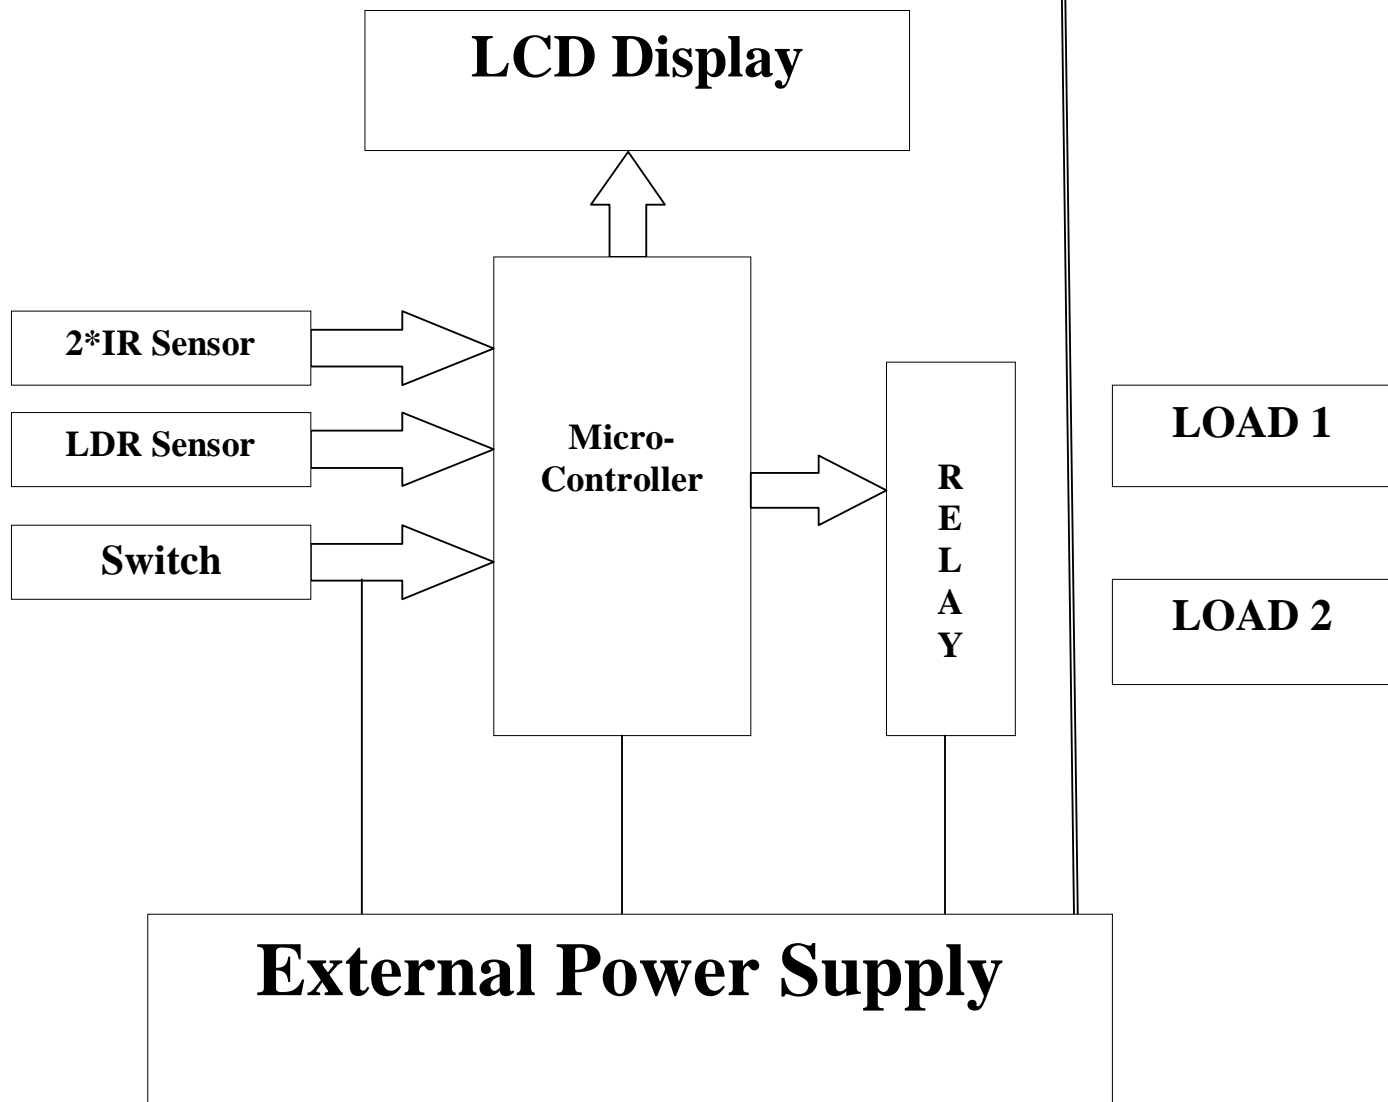 LCD Display
2*IR Sensor
LDR Sensor
Switch
Micro-
Controller
R
E
L
A
Y
LOAD 1
LOAD 2
External Power Supply